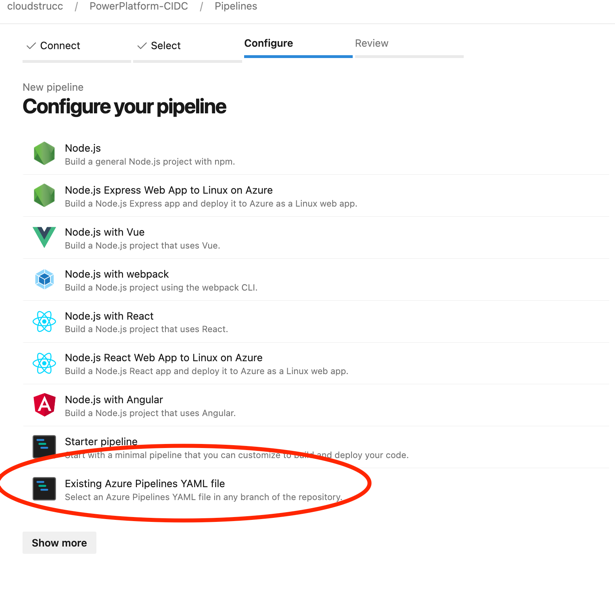 cloudstrucc / PowerPlatform-CIDC / Pipelines
Connect Select Configure Review
New pipeline
Configure your pipeline
Node.js
Build a general Node.js project with npm.
Node.js Express Web App to Linux on Azure
Build a Node.js Express app and deploy it to Azure as a Linux web app.
Node.js with Vue
Build a Node.js project that uses Vue.
Node.js with webpack
Build a Node.js project using the webpack CLI.
Node.js with React
Build a Node.js project that uses React.
Node.js React Web App to Linux on Azure
Build a Node.js React app and deploy it to Azure as a Linux web app.
Node.js with Angular
Build a Node.js project that uses Angular.
Starter pipeline
Start with a minimal pipeline that you can customize to build and deploy your code.
Existing Azure Pipelines YAML file
Select an Azure Pipelines YAML file in any branch of the repository.
Show more